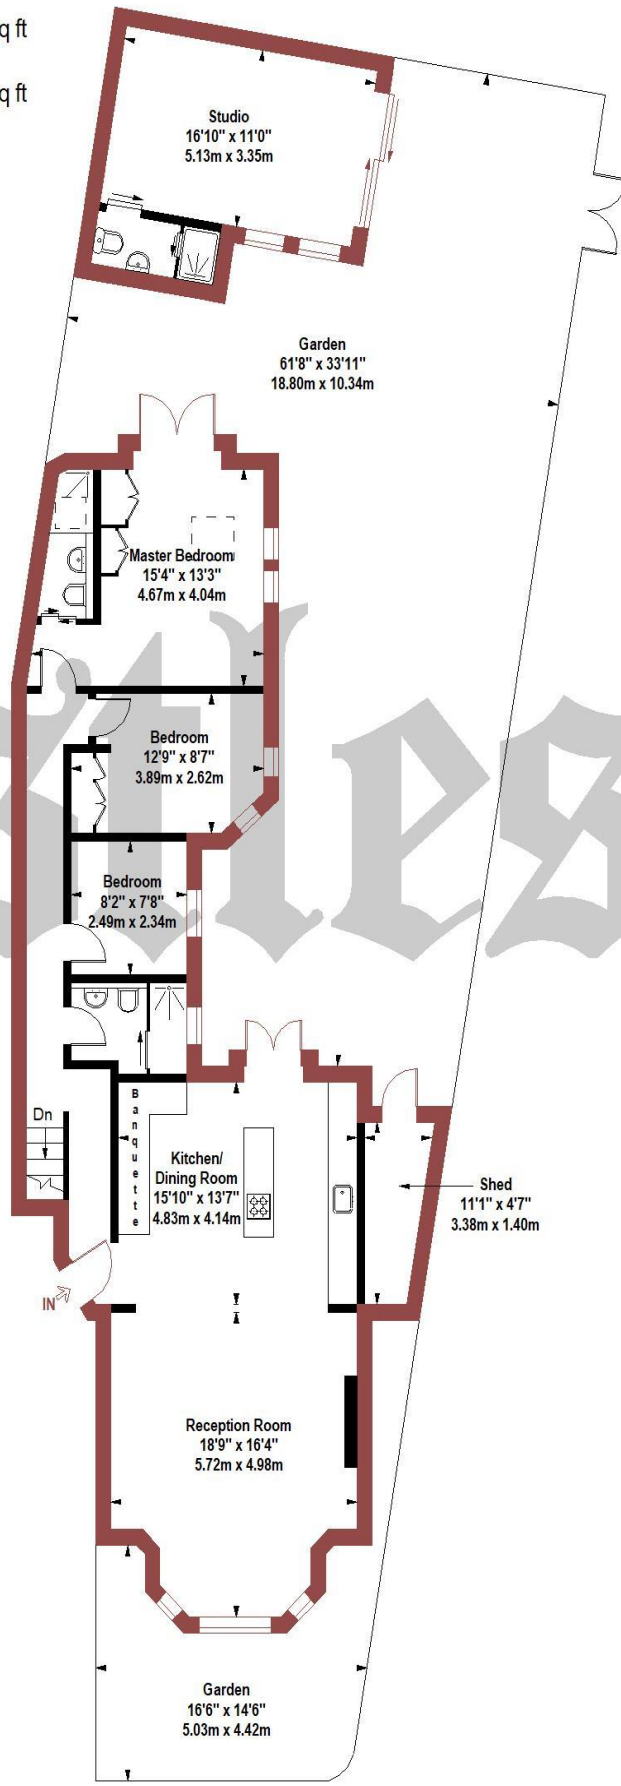 q ft
q ft
Studio
16'10" x 11'0"
5.13m x 3.35m
Garden
61'8" x 33'11"
18.80m x 10.34m
Master Bedroom
15'4" x 13'3"
4.67m x 4.04m
Bedroom
12'9" x 8'7"
3.89m x 2.62m
Bedroom
8'2" x 7'8"
2.49m x 2.34m
stles
Dn
Banquette
Kitchen/
Dining Room
15'10" x 13'7"
4.83m x 4.14m
Shed
11'1" x 4'7"
3.38m x 1.40m
IN
Reception Room
18'9" x 16'4"
5.72m x 4.98m
Garden
16'6" x 14'6"
5.03m x 4.42m